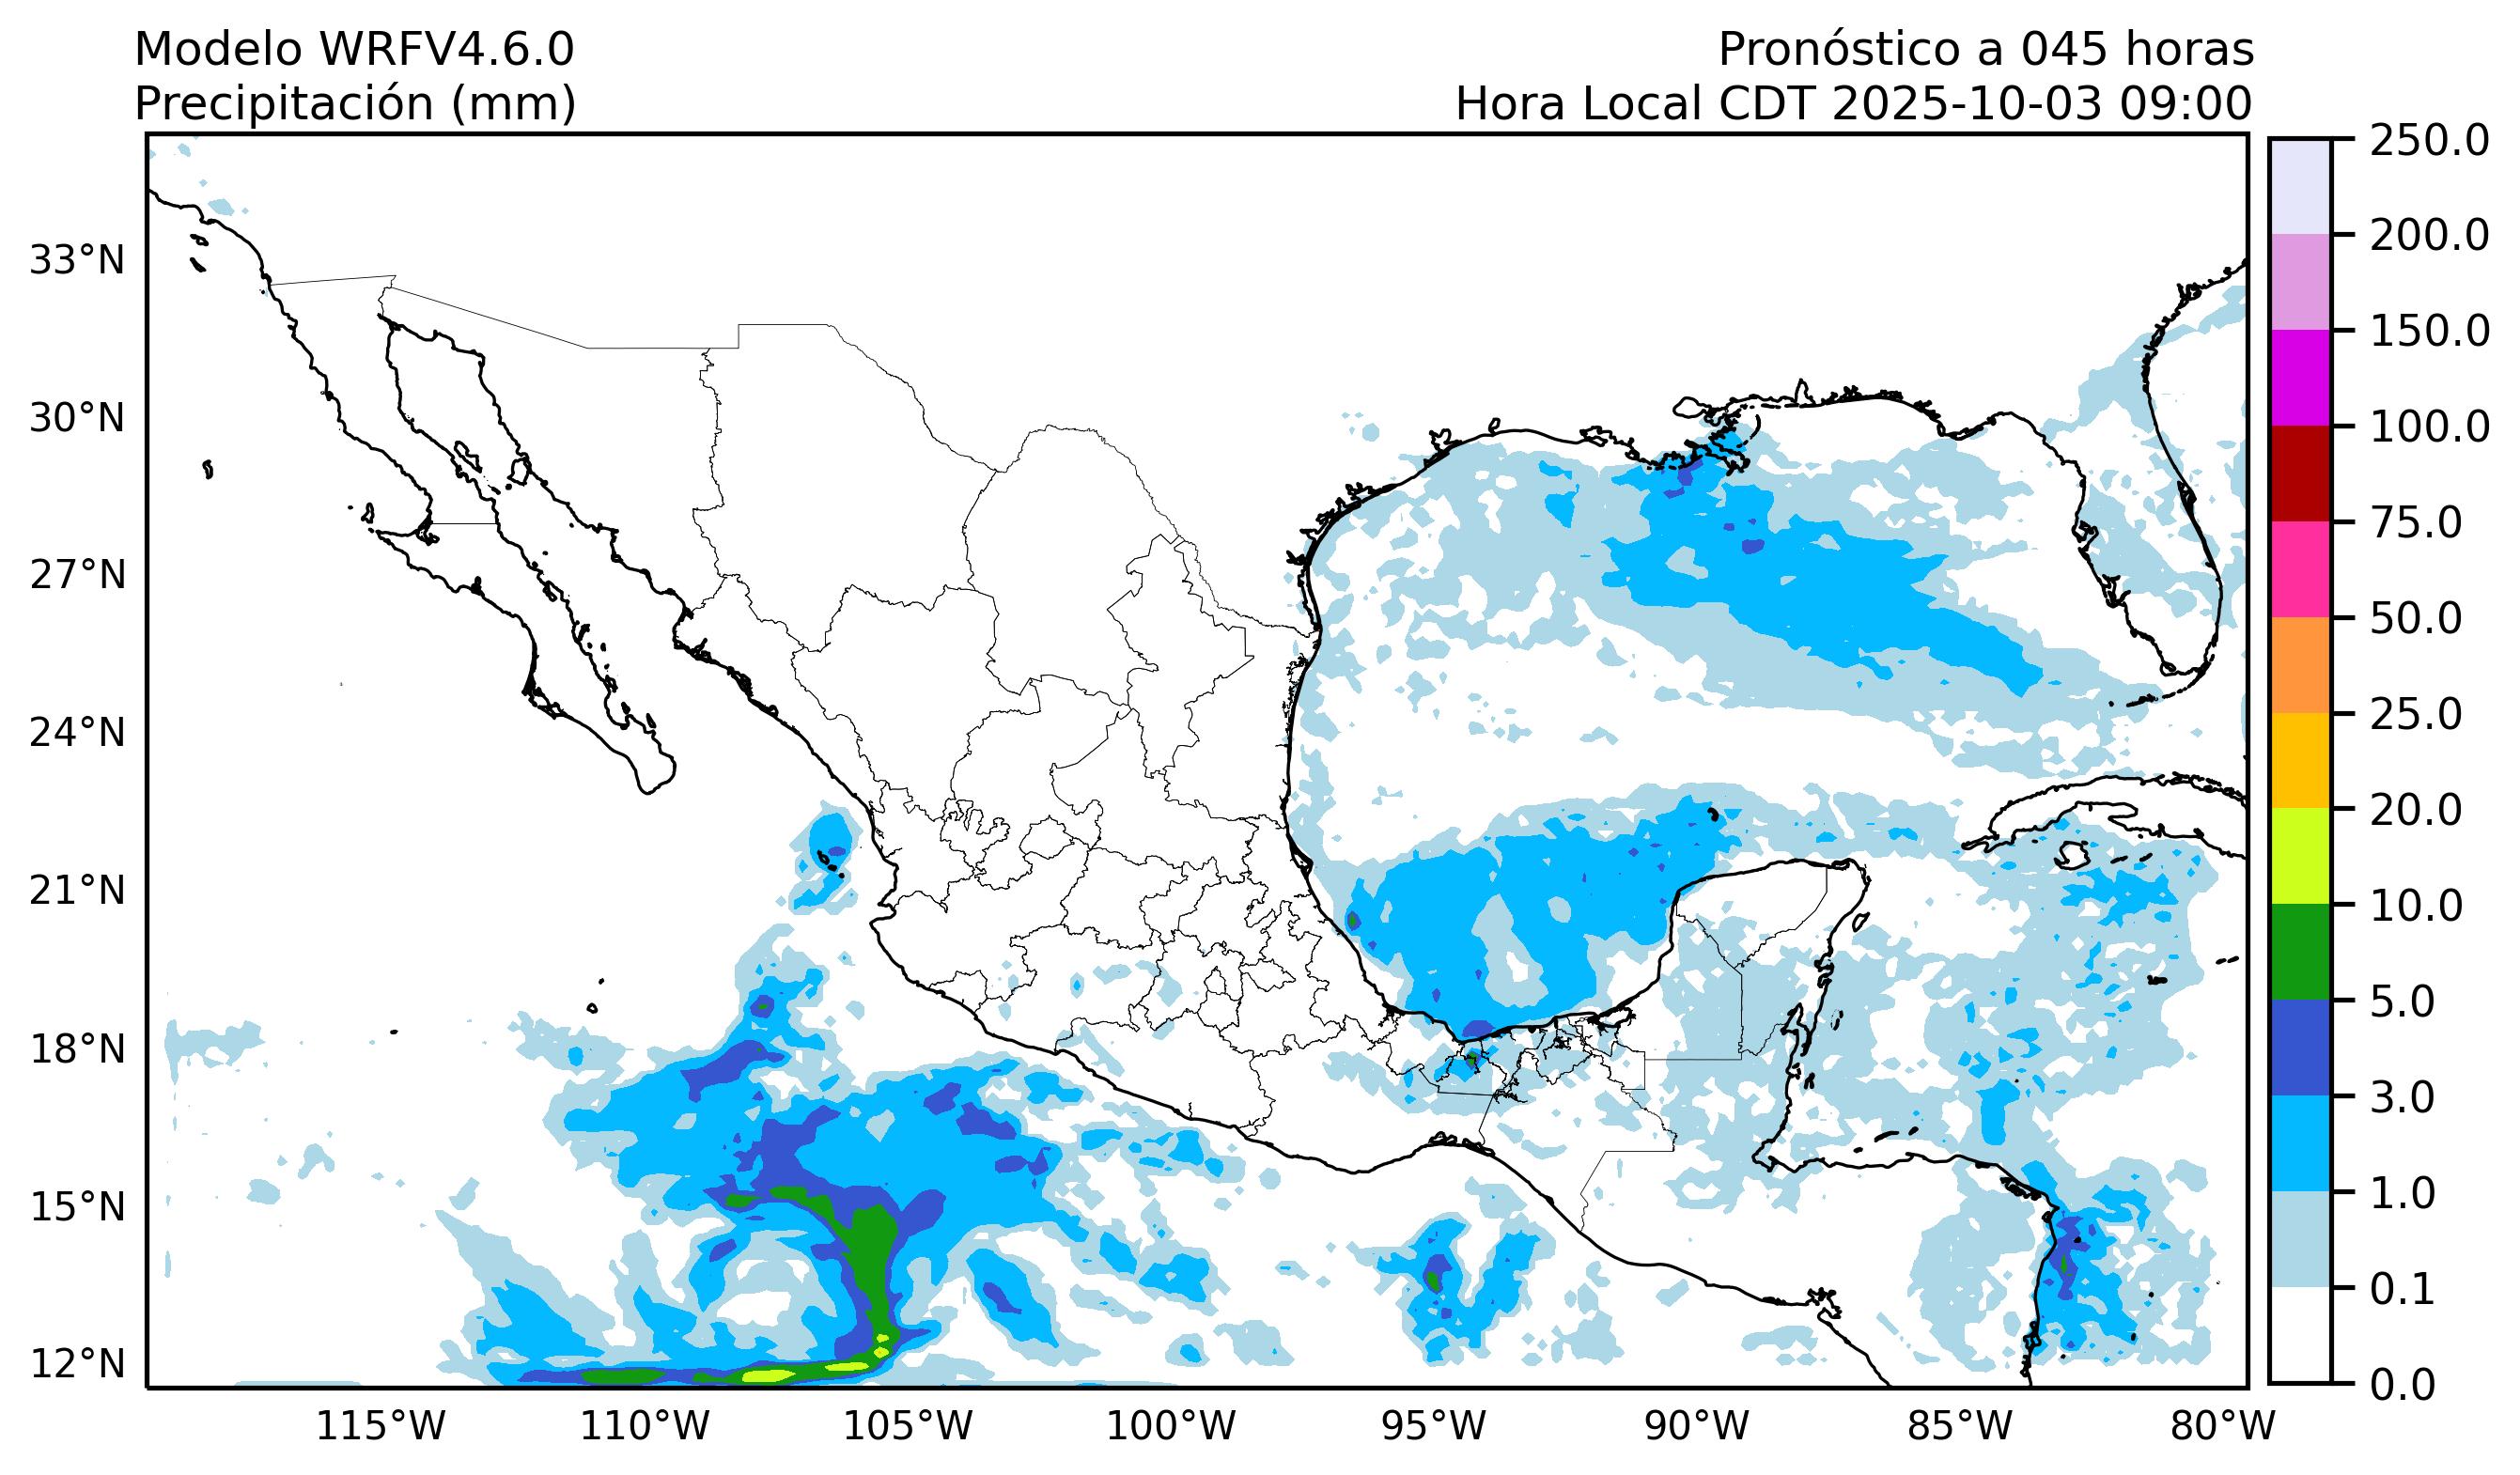 Modelo WRFV4.6.0
Precipitación (mm)
Pronóstico a 045 horas
Hora Local CDT 2025-10-03 09:00
33°N
30°N
27°N
24°N
21°N
18°N
15°N
12°N
115°W
110°W
105°W
100°W
95°W
90°W
85°W
80°W
250.0
200.0
150.0
100.0
75.0
50.0
25.0
20.0
10.0
5.0
3.0
1.0
0.1
0.0